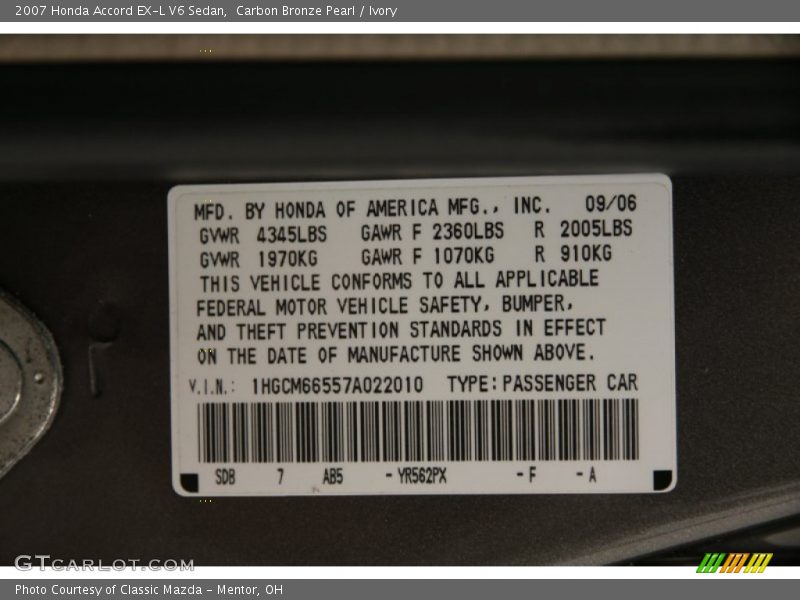 2007 Honda Accord EX-L V6 Sedan,  Carbon Bronze Pearl / Ivory
MFD. BY HONDA OF AMERICA MFG., INC. 09/06
GVWR 4345LBS GAWR F 2360LBS R 2005LBS
GVWR 1970KG GAWR F 1070KG R 910KG
THIS VEHICLE CONFORMS TO ALL APPLICABLE
FEDERAL MOTOR VEHICLE SAFETY, BUMPER,
AND THEFT PREVENTION STANDARDS IN EFFECT
ON THE DATE OF MANUFACTURE SHOWN ABOVE.
V.I.N.: 1HGCM66557A022010 TYPE: PASSENGER CAR
SDB 7 AB5 - YR562PX - F - A
GTCARLOT.COM
Photo Courtesy of Classic Mazda - Mentor, OH